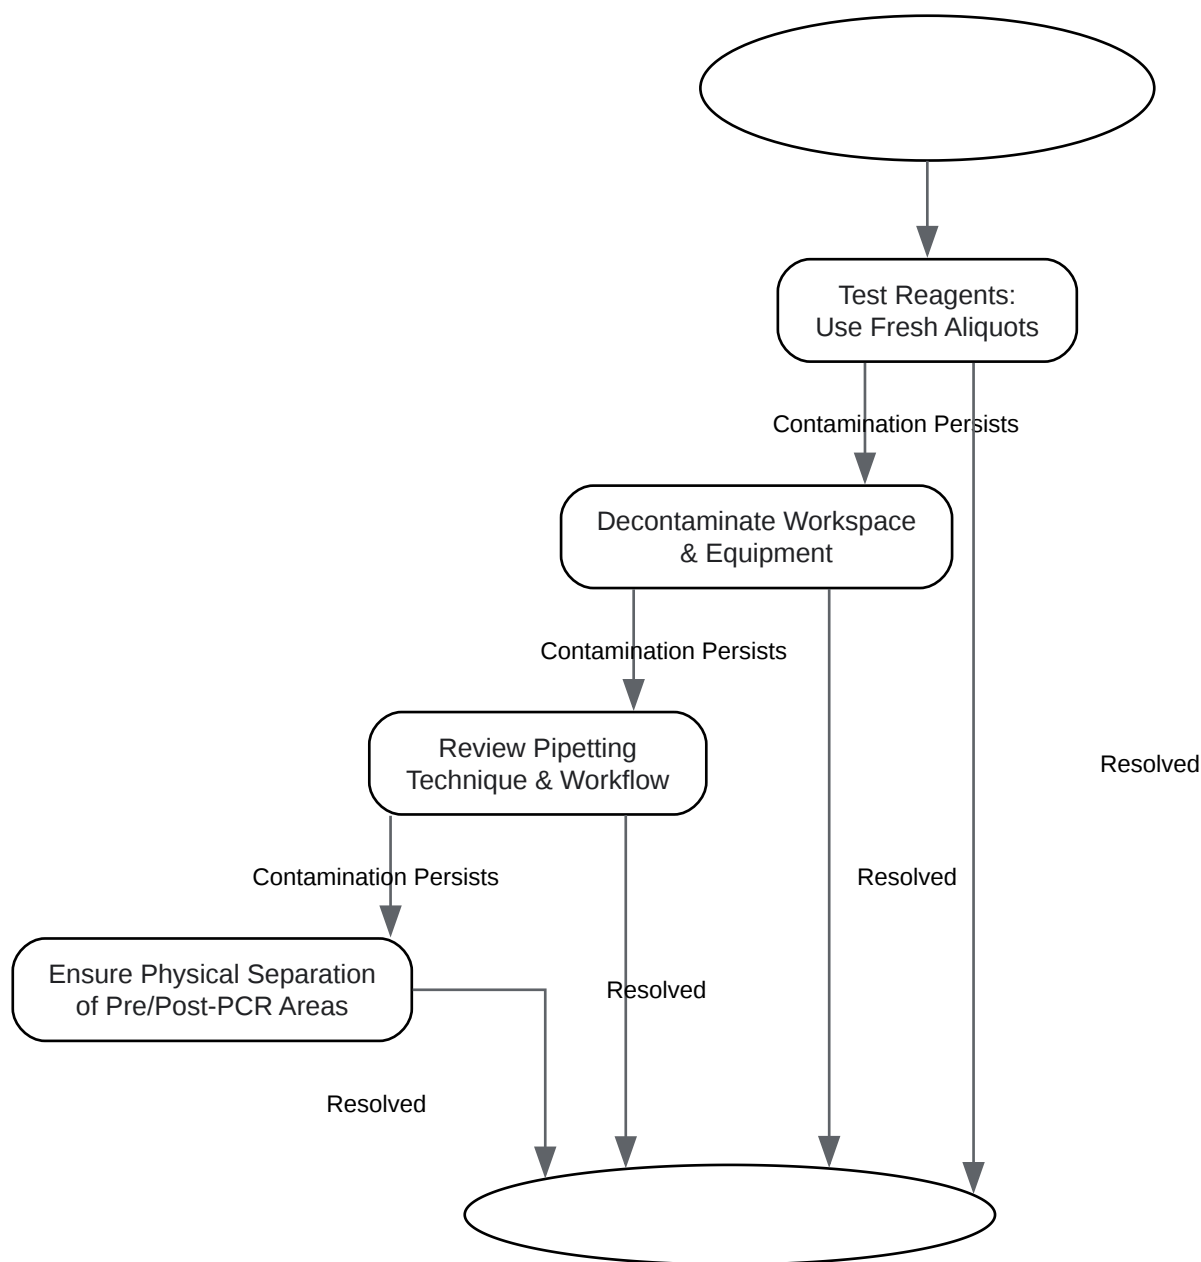 Test Reagents:
Use Fresh Aliquots
Contamination Persists
Decontaminate Workspace
& Equipment
Contamination Persists
Review Pipetting
Technique & Workflow
Resolved
Contamination Persists
Resolved
Ensure Physical Separation
of Pre/Post-PCR Areas
Resolved
Resolved